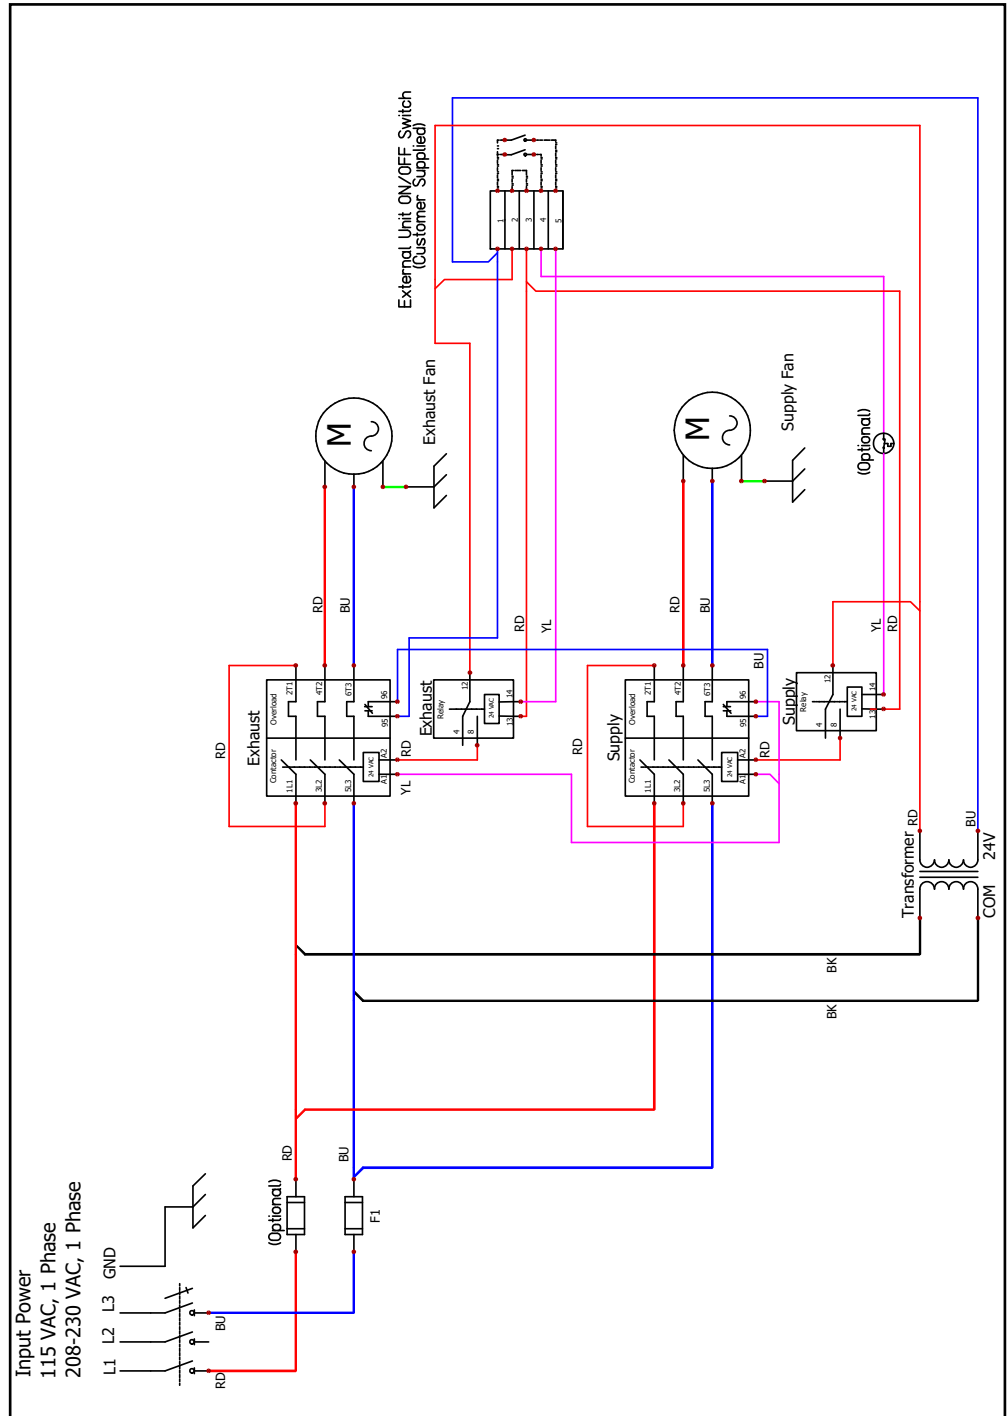 Input Power
115 VAC, 1 Phase
208-230 VAC, 1 Phase
L1
L2
L3
GND
RD
BU
(Optional)
F1
RD
BU
BK
BK
Transformer
COM
24V
RD
BU
Exhaust
Contactor
Overload
1L1
3L2
5L3
2T1
4T2
6T3
24 VAC
A1
A2
95
96
RD
YL
RD
RD
BU
M
Exhaust Fan
Exhaust
Relay
4
8
12
24 VAC
13
14
RD
YL
Supply
Contactor
Overload
1L1
3L2
5L3
2T1
4T2
6T3
24 VAC
A1
A2
95
96
RD
RD
BU
RD
BU
M
Supply Fan
Supply
Relay
4
8
12
24 VAC
13
14
YL
RD
(Optional)
External Unit ON/OFF Switch
(Customer Supplied)
1
2
3
4
5